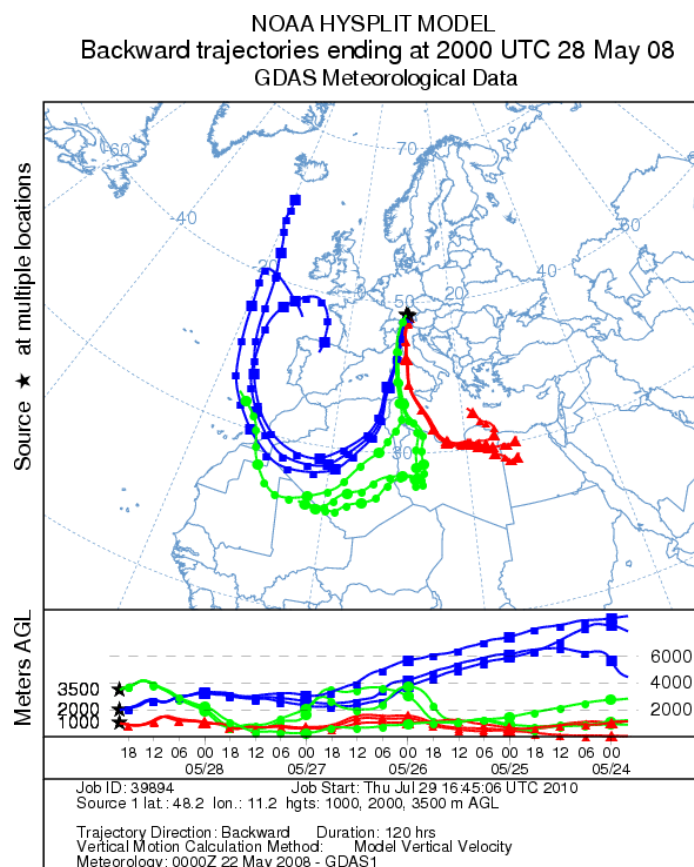 NOAA HYSPLIT MODEL
Backward trajectories ending at 2000 UTC 28 May 08
GDAS Meteorological Data
Source ★ at multiple locations
60
70
60
40
20
50
20
40
30
Meters AGL
3500
2000
1000
6000
4000
2000
18 12 06 00 18 12 06 00 18 12 06 00 18 12 06 00 18 12 06 00
05/28 05/27 05/26 05/25 05/24
Job ID: 39894 Job Start: Thu Jul 29 16:45:06 UTC 2010
Source 1 lat.: 48.2 lon.: 11.2 hgts: 1000, 2000, 3500 m AGL
Trajectory Direction: Backward Duration: 120 hrs
Vertical Motion Calculation Method: Model Vertical Velocity
Meteorology: 0000Z 22 May 2008 - GDAS1